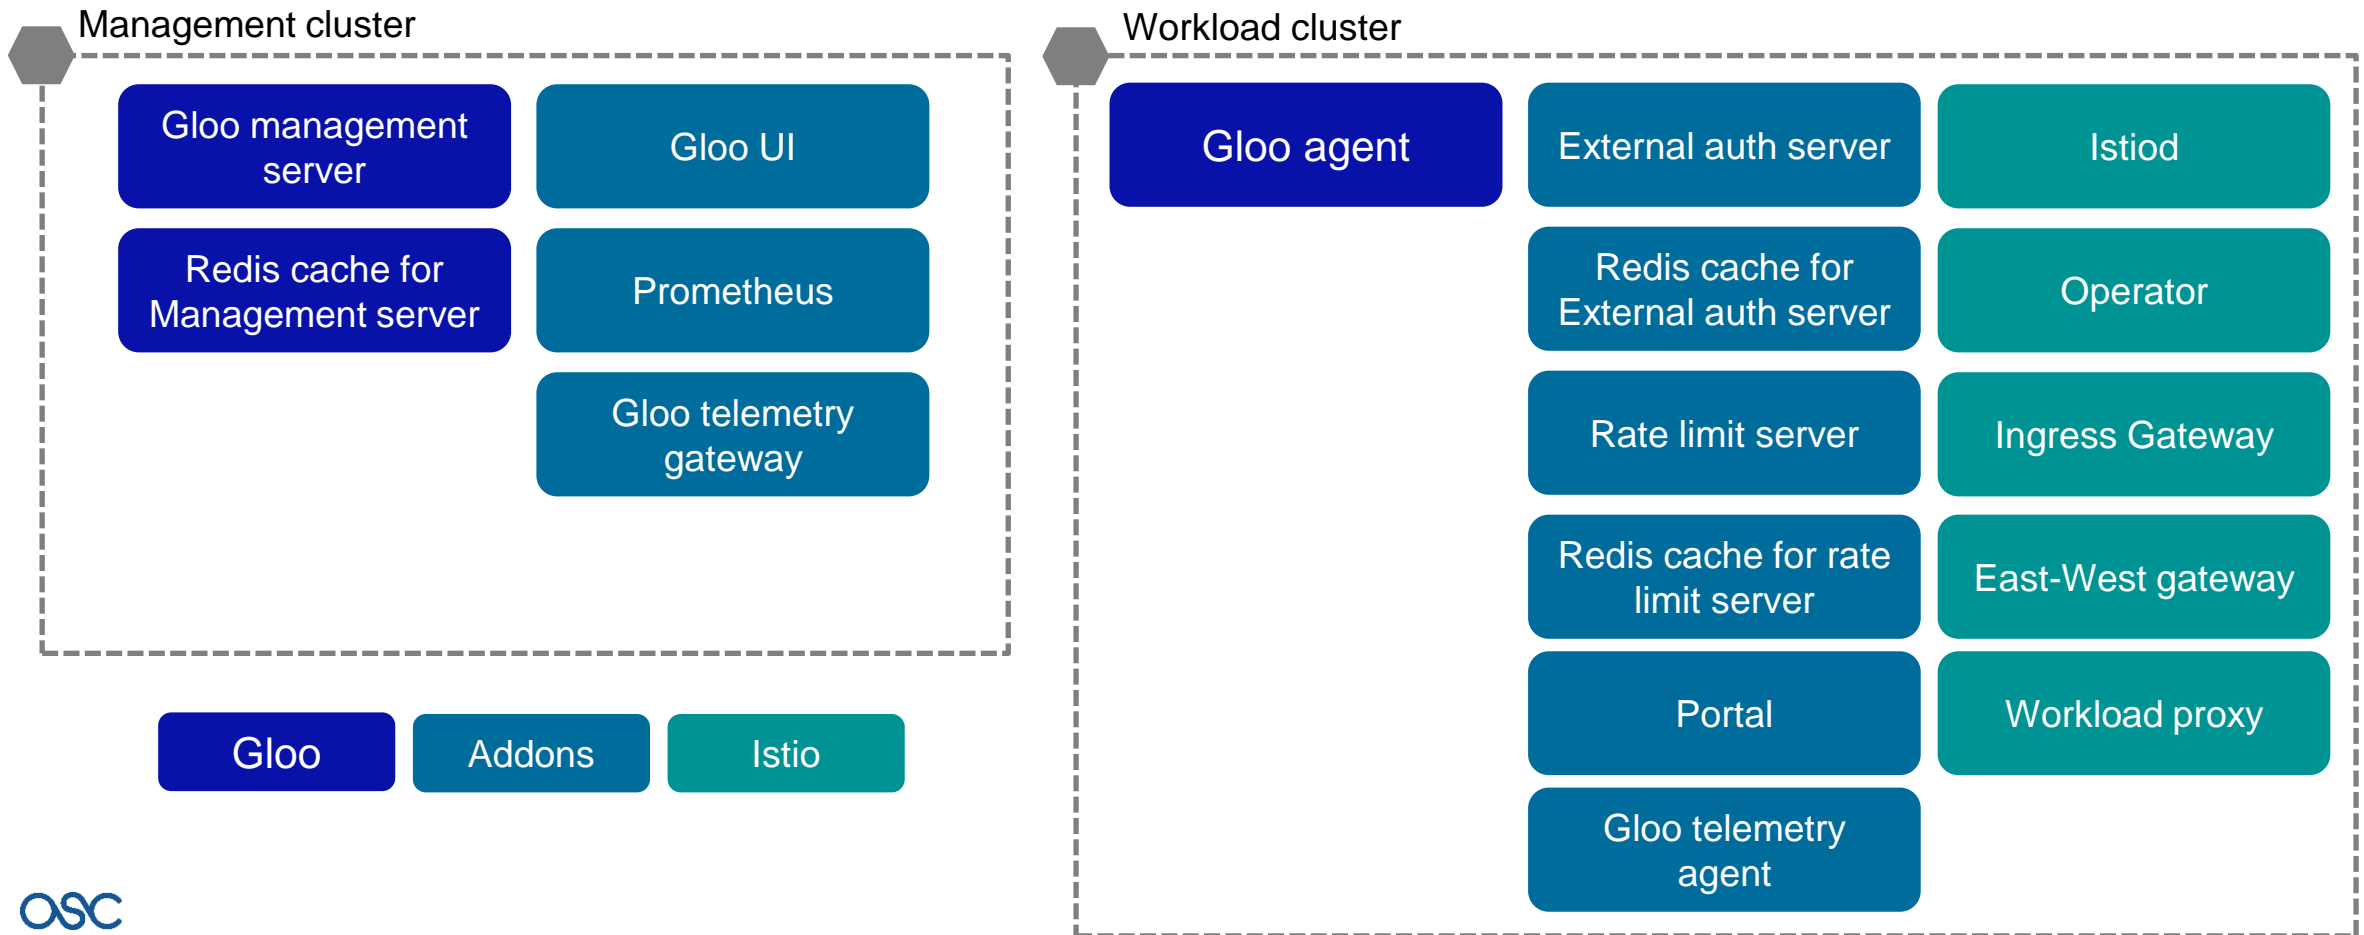 Management cluster
Gloo management
server
Gloo UI
Redis cache for
Management server
Prometheus
Gloo telemetry
gateway
Gloo
Addons
Istio
Workload cluster
Gloo agent
External auth server
Istiod
Redis cache for
External auth server
Operator
Rate limit server
Ingress Gateway
Redis cache for rate
limit server
East-West gateway
Portal
Workload proxy
Gloo telemetry
agent
OSC